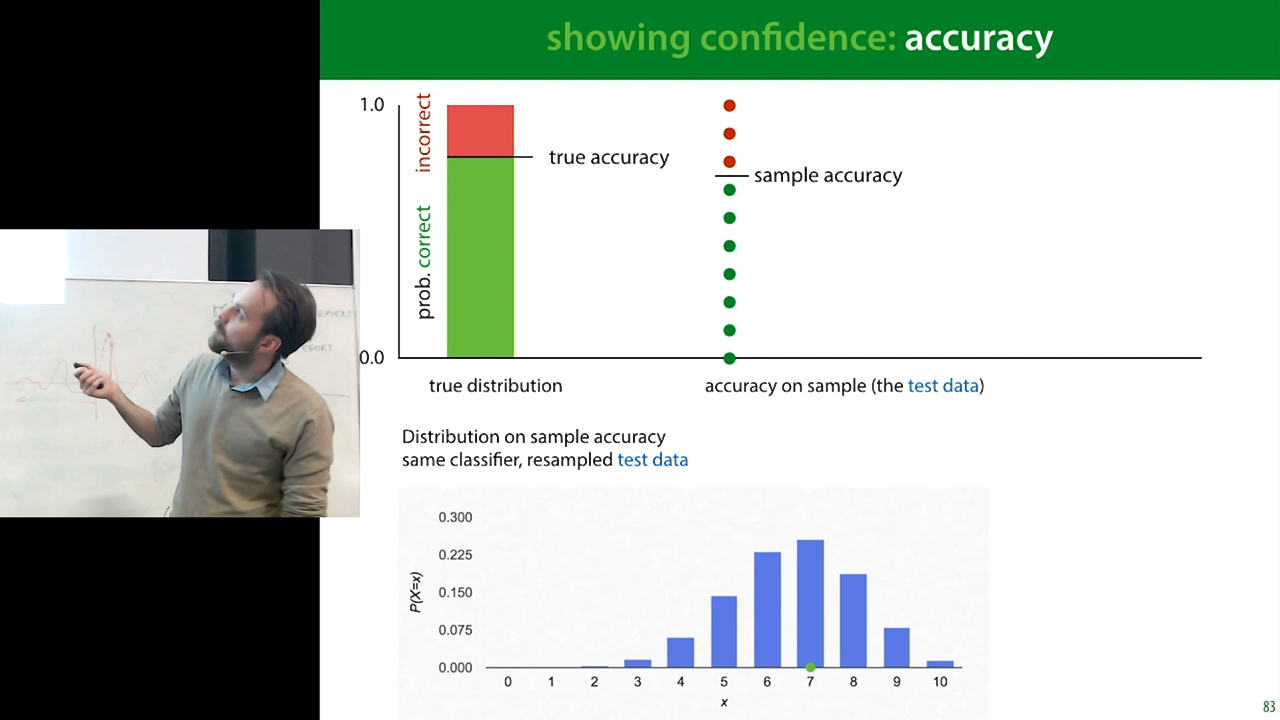 showing confidence: accuracy
1.0
incorrect
true accuracy
sample accuracy
prob. correct
0.0
true distribution
accuracy on sample (the test data)
Distribution on sample accuracy
same classifier, resampled test data
0.300
0.225
0.150
0.075
0.000
P(X=x)
0 1 2 3 4 5 6 7 8 9 10
x
83